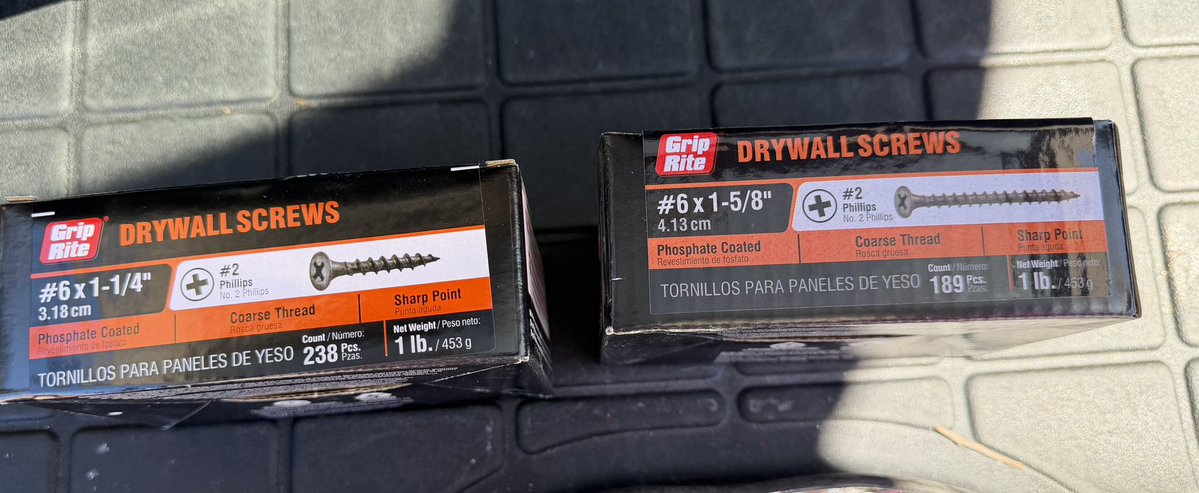 Grip
Rite
DRYWALL SCREWS
#6 x 1-1/4"
3.18 cm
#2
Phillips
No. 2 Phillips
Phosphate Coated
Revestimiento de fosfato
Coarse Thread
Rosca gruesa
Sharp Point
Punta aguda
TORNILLOS PARA PANELES DE YESO
Count / Número:
238 Pcs.
Pzas.
Net Weight / Peso neto:
1 lb. / 453 g
Grip
Rite
DRYWALL SCREWS
#6 x 1-5/8"
4.13 cm
#2
Phillips
No. 2 Phillips
Phosphate Coated
Revestimiento de fosfato
Coarse Thread
Rosca gruesa
Sharp Point
Punta aguda
TORNILLOS PARA PANELES DE YESO
Count / Número:
189 Pcs.
Pzas.
Net Weight / Peso neto:
1 lb. / 453 g